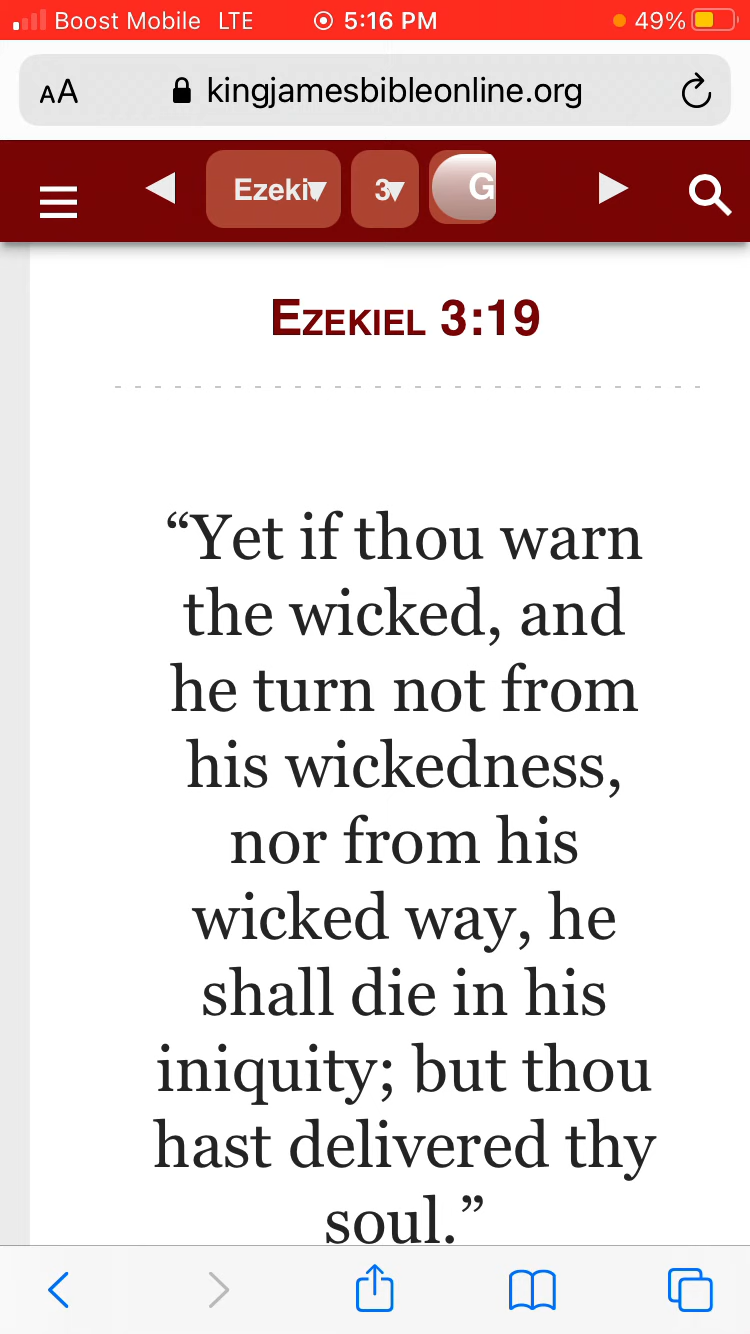 Boost Mobile LTE 5:16 PM 49%
AA kingjamesbibleonline.org
Ezeki 3 G
EZEKIEL 3:19
“Yet if thou warn
the wicked, and
he turn not from
his wickedness,
nor from his
wicked way, he
shall die in his
iniquity; but thou
hast delivered thy
soul.”